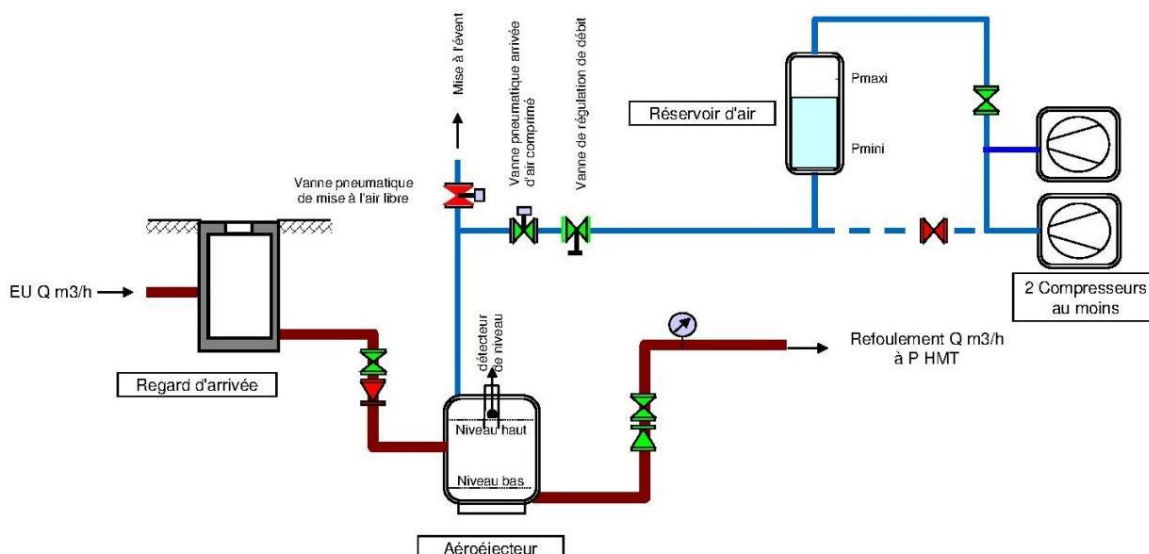 Mise à l'évent
Vanne pneumatique arrivée
d'air comprimé
Vanne de régulation de débit
Réservoir d'air
Pmaxi
Pmini
Vanne pneumatique
de mise à l'air libre
EU Q m3/h
2 Compresseurs
au moins
Regard d'arrivée
détecteur
de niveau
Refoulement Q m3/h
à P HMT
Niveau haut
Niveau bas
Aéroéjecteur